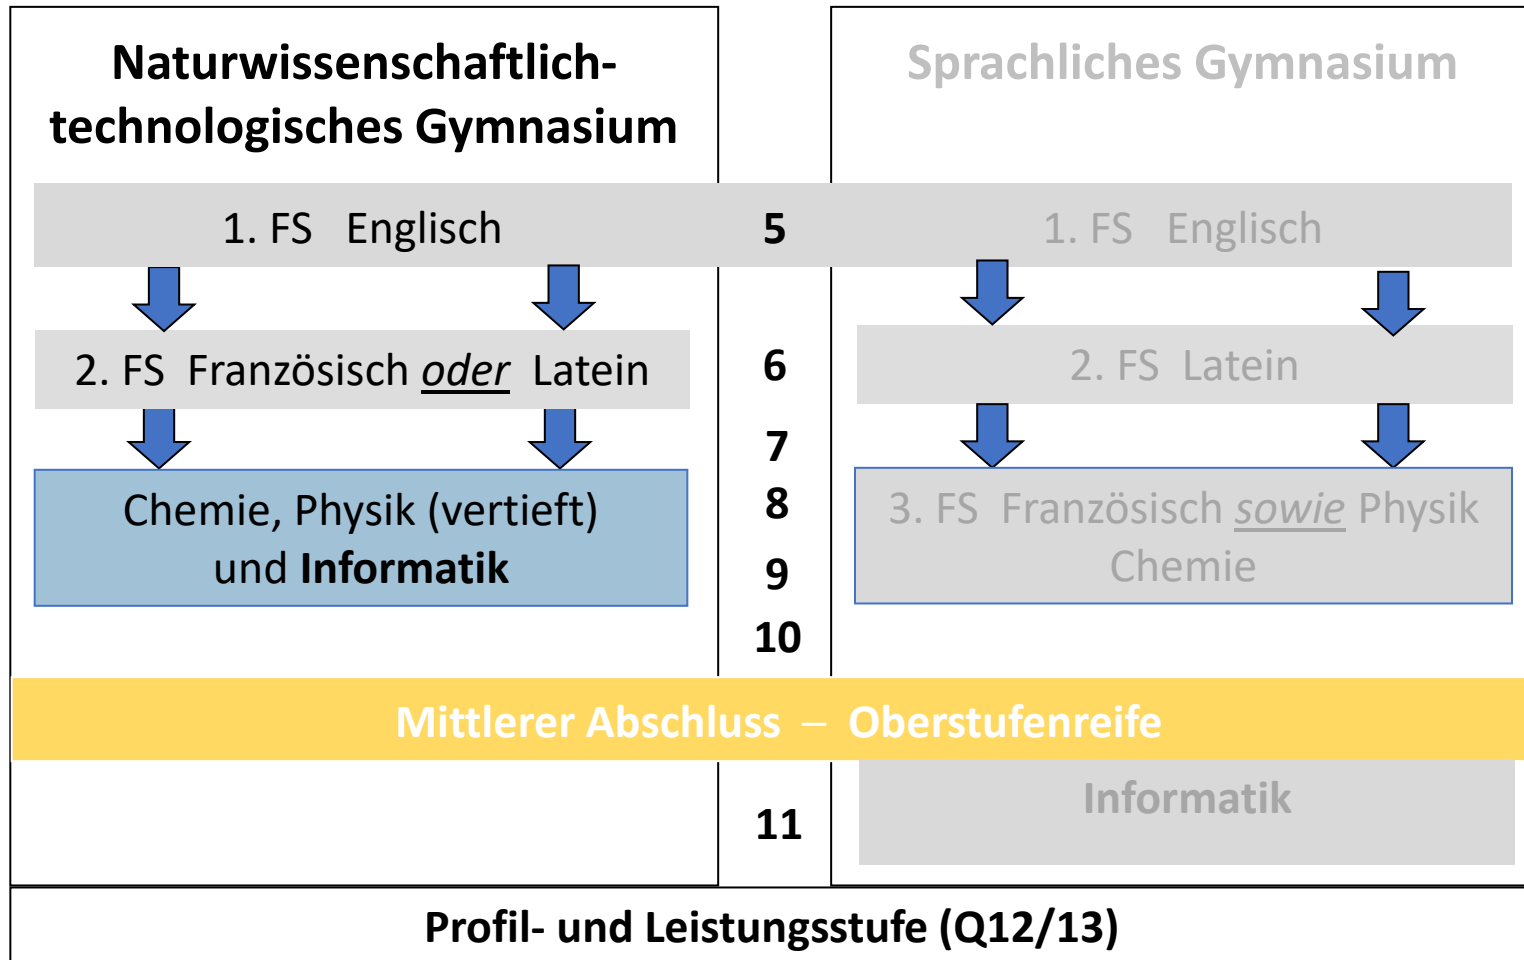 Naturwissenschaftlich-
technologisches Gymnasium
Sprachliches Gymnasium
1. FS Englisch
5
1. FS Englisch
2. FS Französisch oder Latein
6
2. FS Latein
7
Chemie, Physik (vertieft)
und Informatik
8
9
3. FS Französisch sowie Physik
Chemie
10
Mittlerer Abschluss – Oberstufenreife
11
Informatik
Profil- und Leistungsstufe (Q12/13)